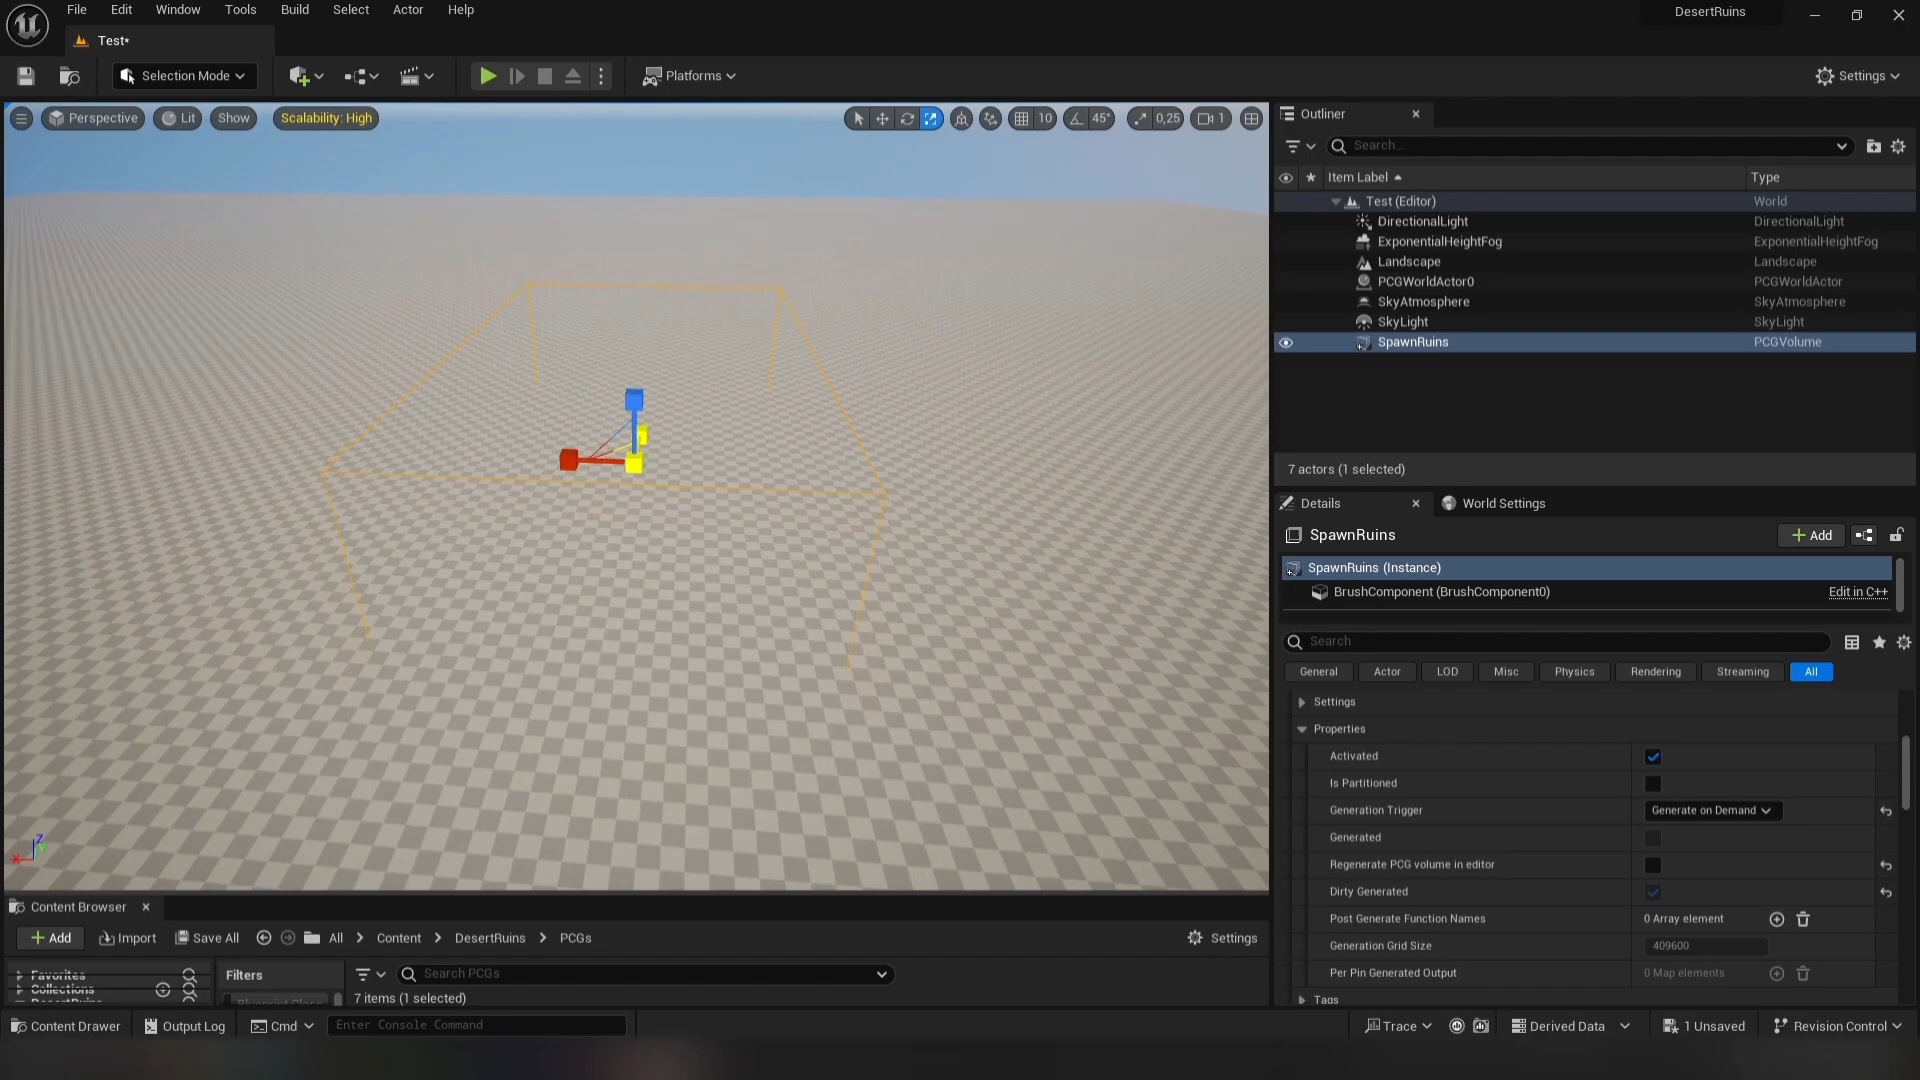 File Edit Window Tools Build Select Actor Help
DesertRuins
Test*
Selection Mode
Platforms
Settings
Perspective Lit Show Scalability: High
10 45° 0,25 1
Outliner
Search...
Item Label Type
Test (Editor) World
DirectionalLight DirectionalLight
ExponentialHeightFog ExponentialHeightFog
Landscape Landscape
PCGWorldActor0 PCGWorldActor
SkyAtmosphere SkyAtmosphere
SkyLight SkyLight
SpawnRuins PCGVolume
7 actors (1 selected)
Details World Settings
SpawnRuins
Add
SpawnRuins (Instance)
BrushComponent (BrushComponent0) Edit in C++
Search
General Actor LOD Misc Physics Rendering Streaming All
Settings
Properties
Activated
Is Partitioned
Generation Trigger Generate on Demand
Generated
Regenerate PCG volume in editor
Dirty Generated
Post Generate Function Names 0 Array element
Generation Grid Size 409600
Per Pin Generated Output 0 Map elements
Tags
Z
Y
X
Content Browser
Add Import Save All All Content DesertRuins PCGs Settings
Favorites
Collections
DesertRuins
Filters
Blueprint Class
Search PCGs
7 items (1 selected)
Content Drawer Output Log Cmd Enter Console Command Trace Derived Data 1 Unsaved Revision Control